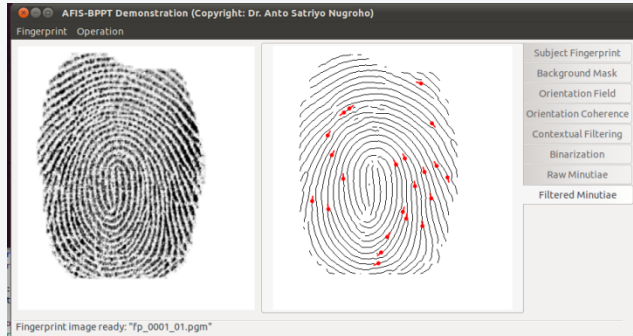 AFIS-BPPT Demonstration (Copyright: Dr. Anto Satriyo Nugroho)
Fingerprint Operation
Subject Fingerprint
Background Mask
Orientation Field
Orientation Coherence
Contextual Filtering
Binarization
Raw Minutiae
Filtered Minutiae
Fingerprint image ready: "fp_0001_01.pgm"